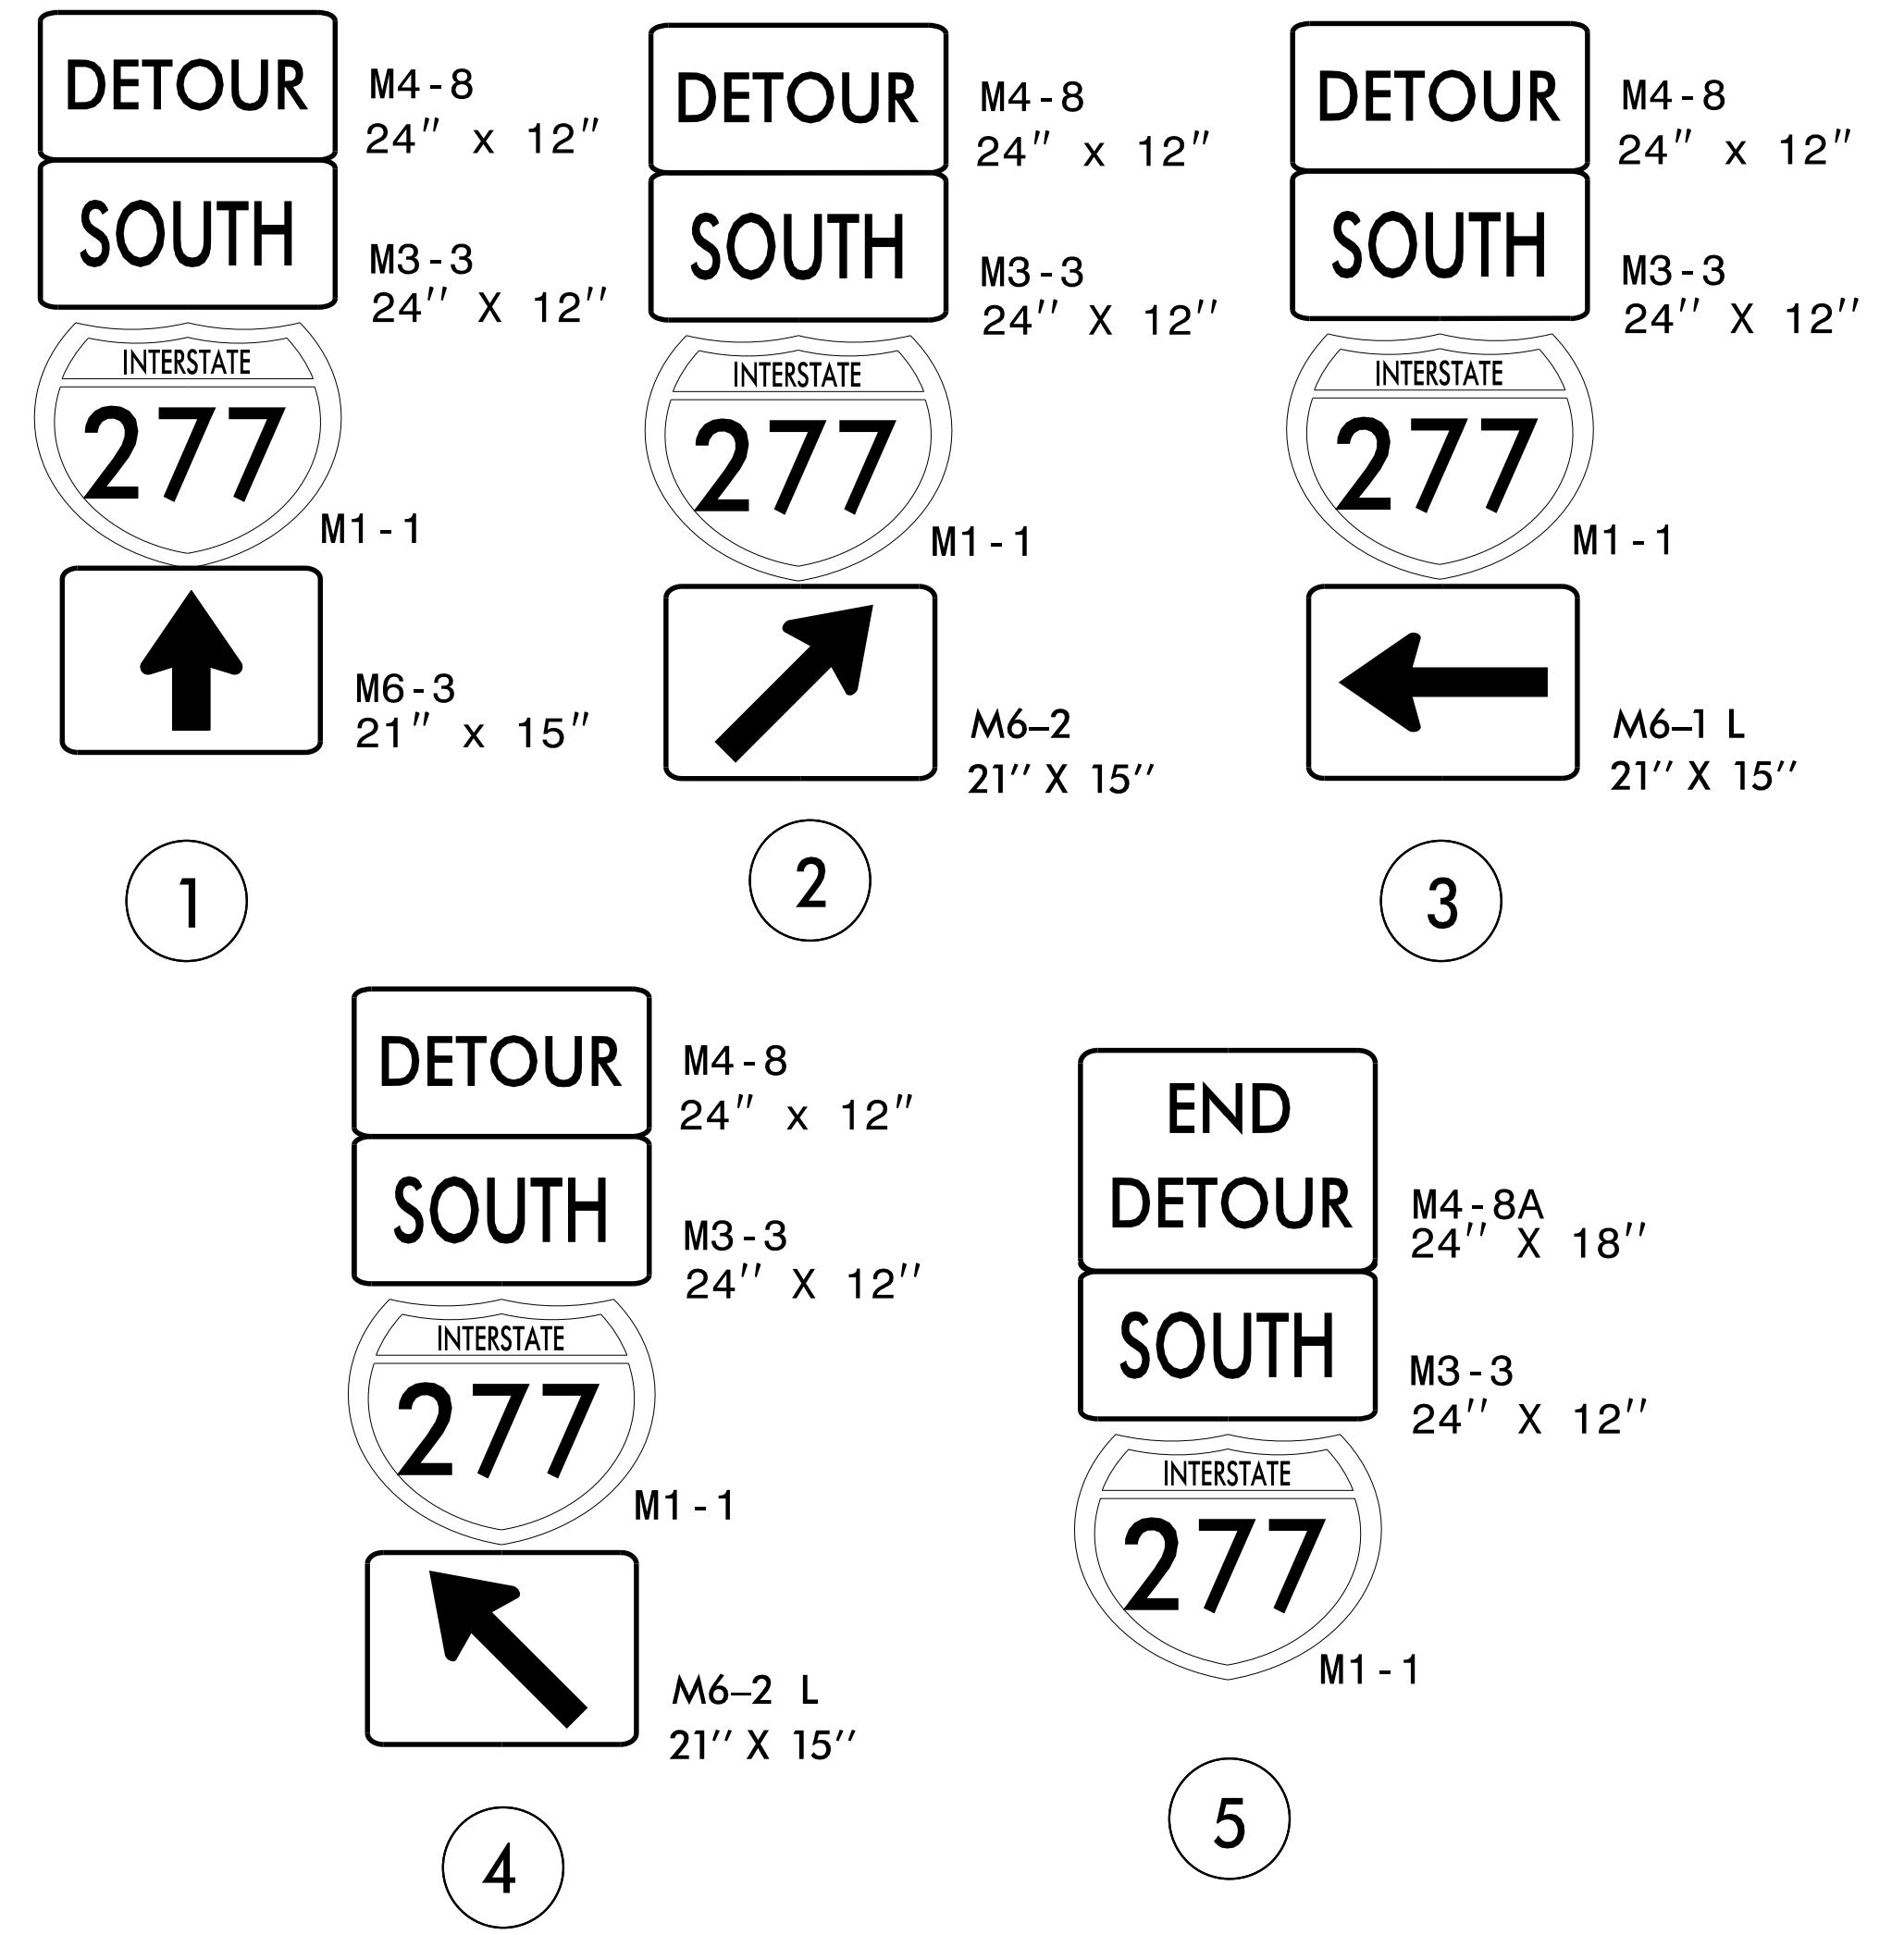 DETOUR
M4-8
24" x 12"
SOUTH
M3-3
24'' X 12''
INTERSTATE
277
M1-1
M6-3
21" x 15"
1
DETOUR
M4-8
24" x 12"
SOUTH
M3-3
24'' X 12''
INTERSTATE
277
M1-1
M6–2
21'' X 15''
2
DETOUR
M4-8
24" x 12"
SOUTH
M3-3
24'' X 12''
INTERSTATE
277
M1-1
M6–1 L
21'' X 15''
3
DETOUR
M4-8
24" x 12"
SOUTH
M3-3
24'' X 12''
INTERSTATE
277
M1-1
M6–2 L
21'' X 15''
4
END
DETOUR
M4-8A
24'' X 18''
SOUTH
M3-3
24'' X 12''
INTERSTATE
277
M1-1
5